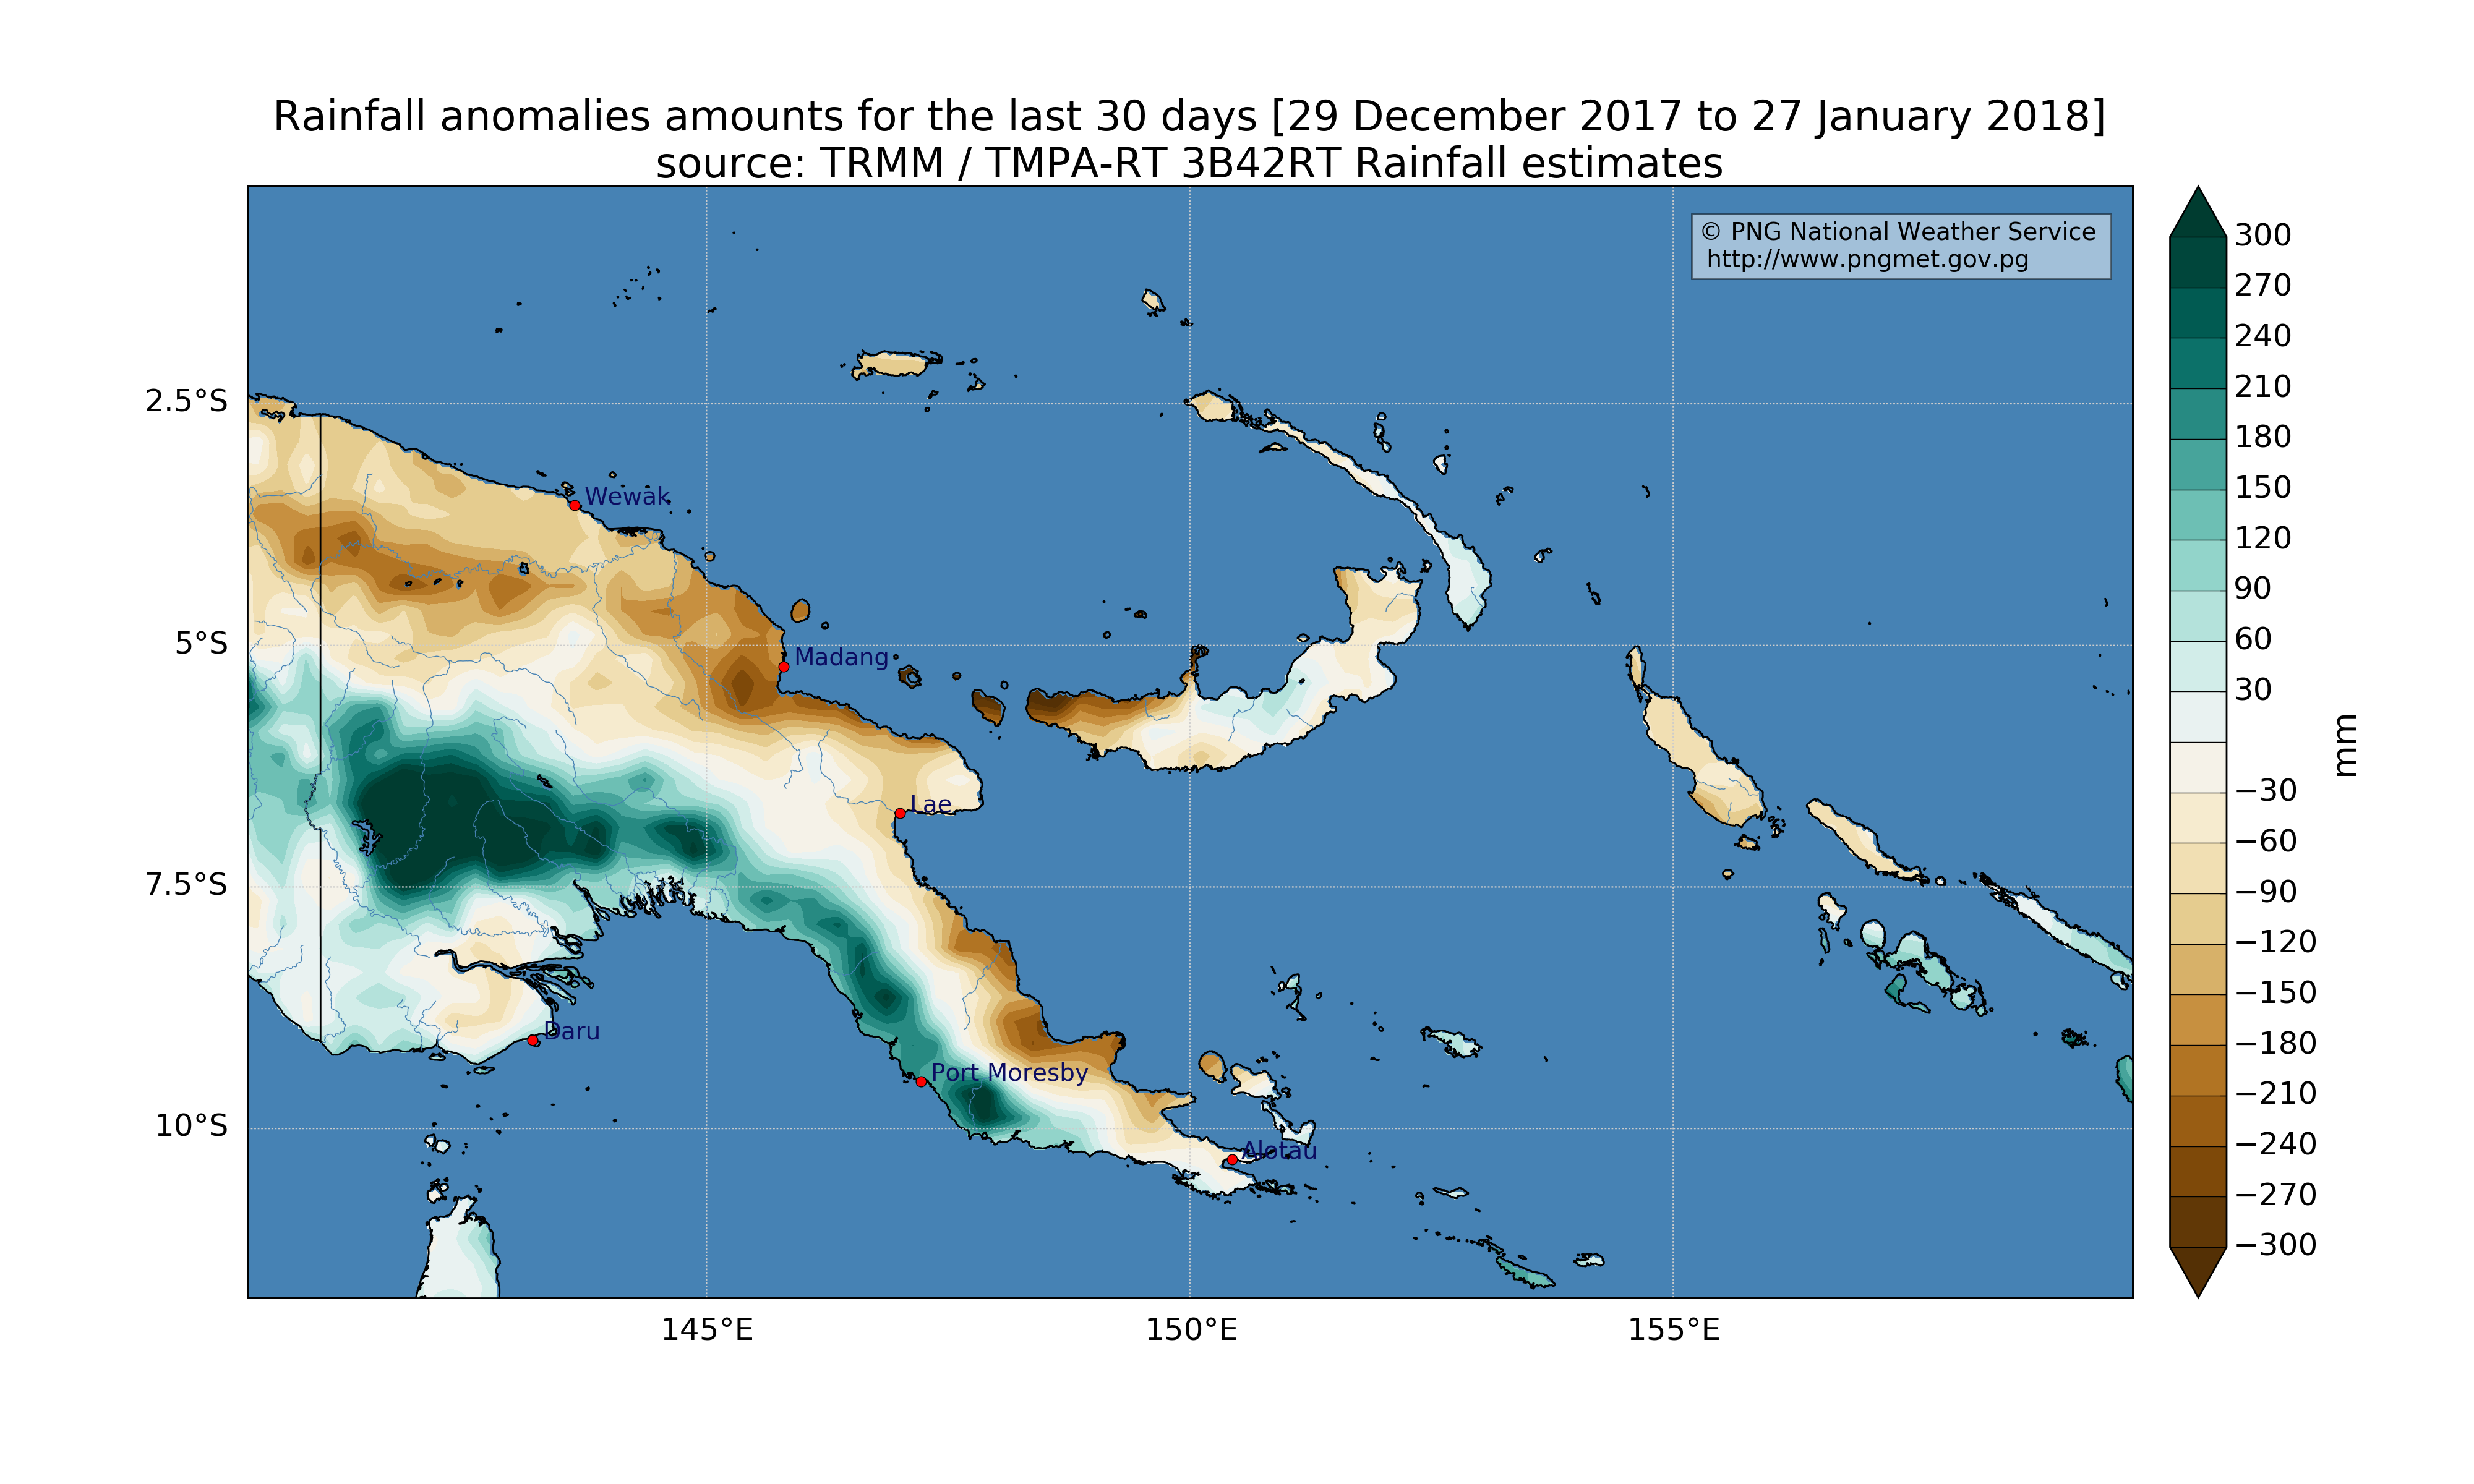 Rainfall anomalies amounts for the last 30 days [29 December 2017 to 27 January 2018]
source: TRMM / TMPA-RT 3B42RT Rainfall estimates
© PNG National Weather Service
http://www.pngmet.gov.pg
2.5°S
5°S
7.5°S
10°S
145°E
150°E
155°E
Wewak
Madang
Lae
Daru
Port Moresby
Alotau
300
270
240
210
180
150
120
90
60
30
−30
−60
−90
−120
−150
−180
−210
−240
−270
−300
mm